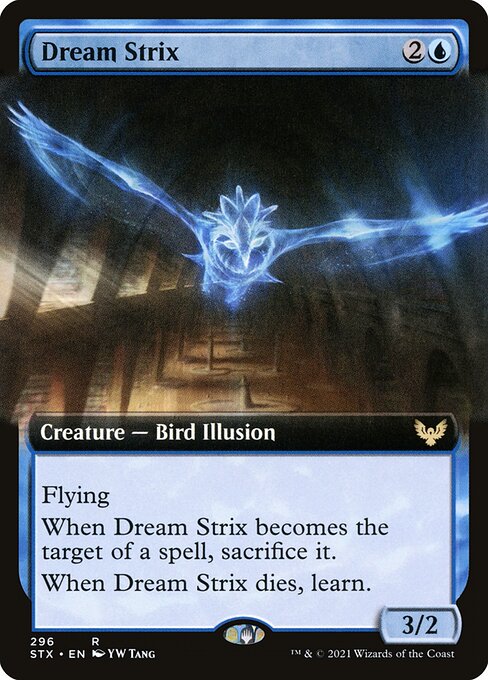 Dream Strix 2
Creature — Bird Illusion
Flying
When Dream Strix becomes the
target of a spell, sacrifice it.
When Dream Strix dies, learn.
3/2
296 R
STX • EN YW Tang
™ & © 2021 Wizards of the Coast